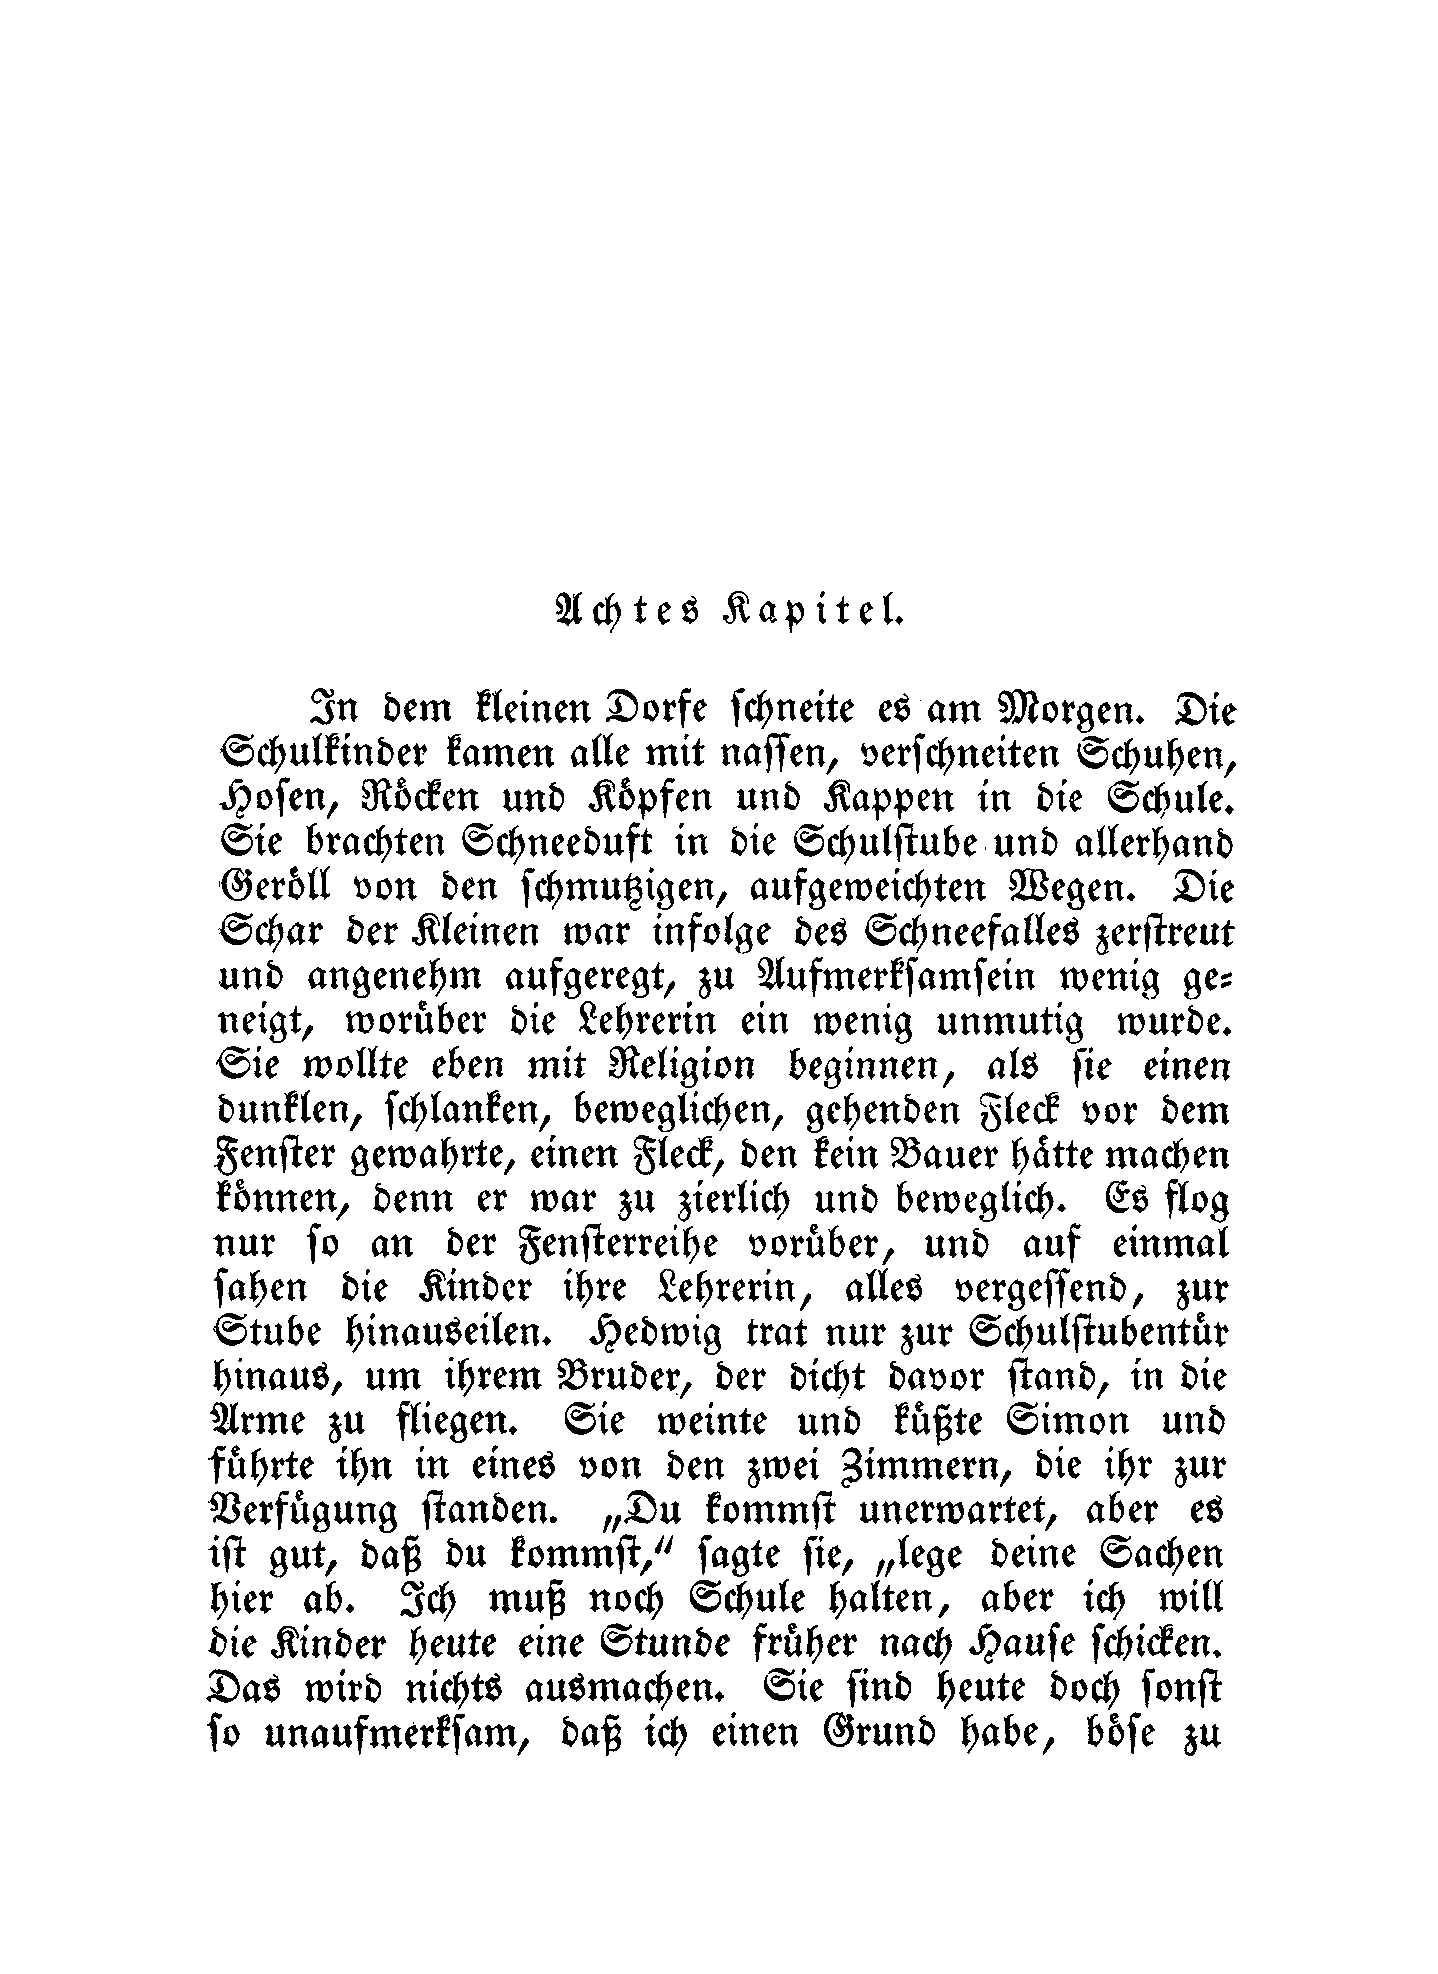 Achtes Kapitel.
In dem kleinen Dorfe ſchneite es am Morgen. Die
Schulkinder kamen alle mit naſſen, verſchneiten Schuhen,
Hoſen, Röcken und Köpfen und Kappen in die Schule.
Sie brachten Schneeduft in die Schulſtube und allerhand
Geröll von den ſchmutzigen, aufgeweichten Wegen. Die
Schar der Kleinen war infolge des Schneefalles zerſtreut
und angenehm aufgeregt, zu Aufmerkſamſein wenig ge⸗
neigt, worüber die Lehrerin ein wenig unmutig wurde.
Sie wollte eben mit Religion beginnen, als ſie einen
dunklen, ſchlanken, beweglichen, gehenden Fleck vor dem
Fenſter gewahrte, einen Fleck, den kein Bauer hätte machen
können, denn er war zu zierlich und beweglich. Es flog
nur ſo an der Fenſterreihe vorüber, und auf einmal
ſahen die Kinder ihre Lehrerin, alles vergeſſend, zur
Stube hinauseilen. Hedwig trat nur zur Schulſtubentür
hinaus, um ihrem Bruder, der dicht davor ſtand, in die
Arme zu fliegen. Sie weinte und küßte Simon und
führte ihn in eines von den zwei Zimmern, die ihr zur
Verfügung ſtanden. „Du kommſt unerwartet, aber es
iſt gut, daß du kommſt,“ ſagte ſie, „lege deine Sachen
hier ab. Ich muß noch Schule halten, aber ich will
die Kinder heute eine Stunde früher nach Hauſe ſchicken.
Das wird nichts ausmachen. Sie ſind heute doch ſonſt
ſo unaufmerkſam, daß ich einen Grund habe, böſe zu